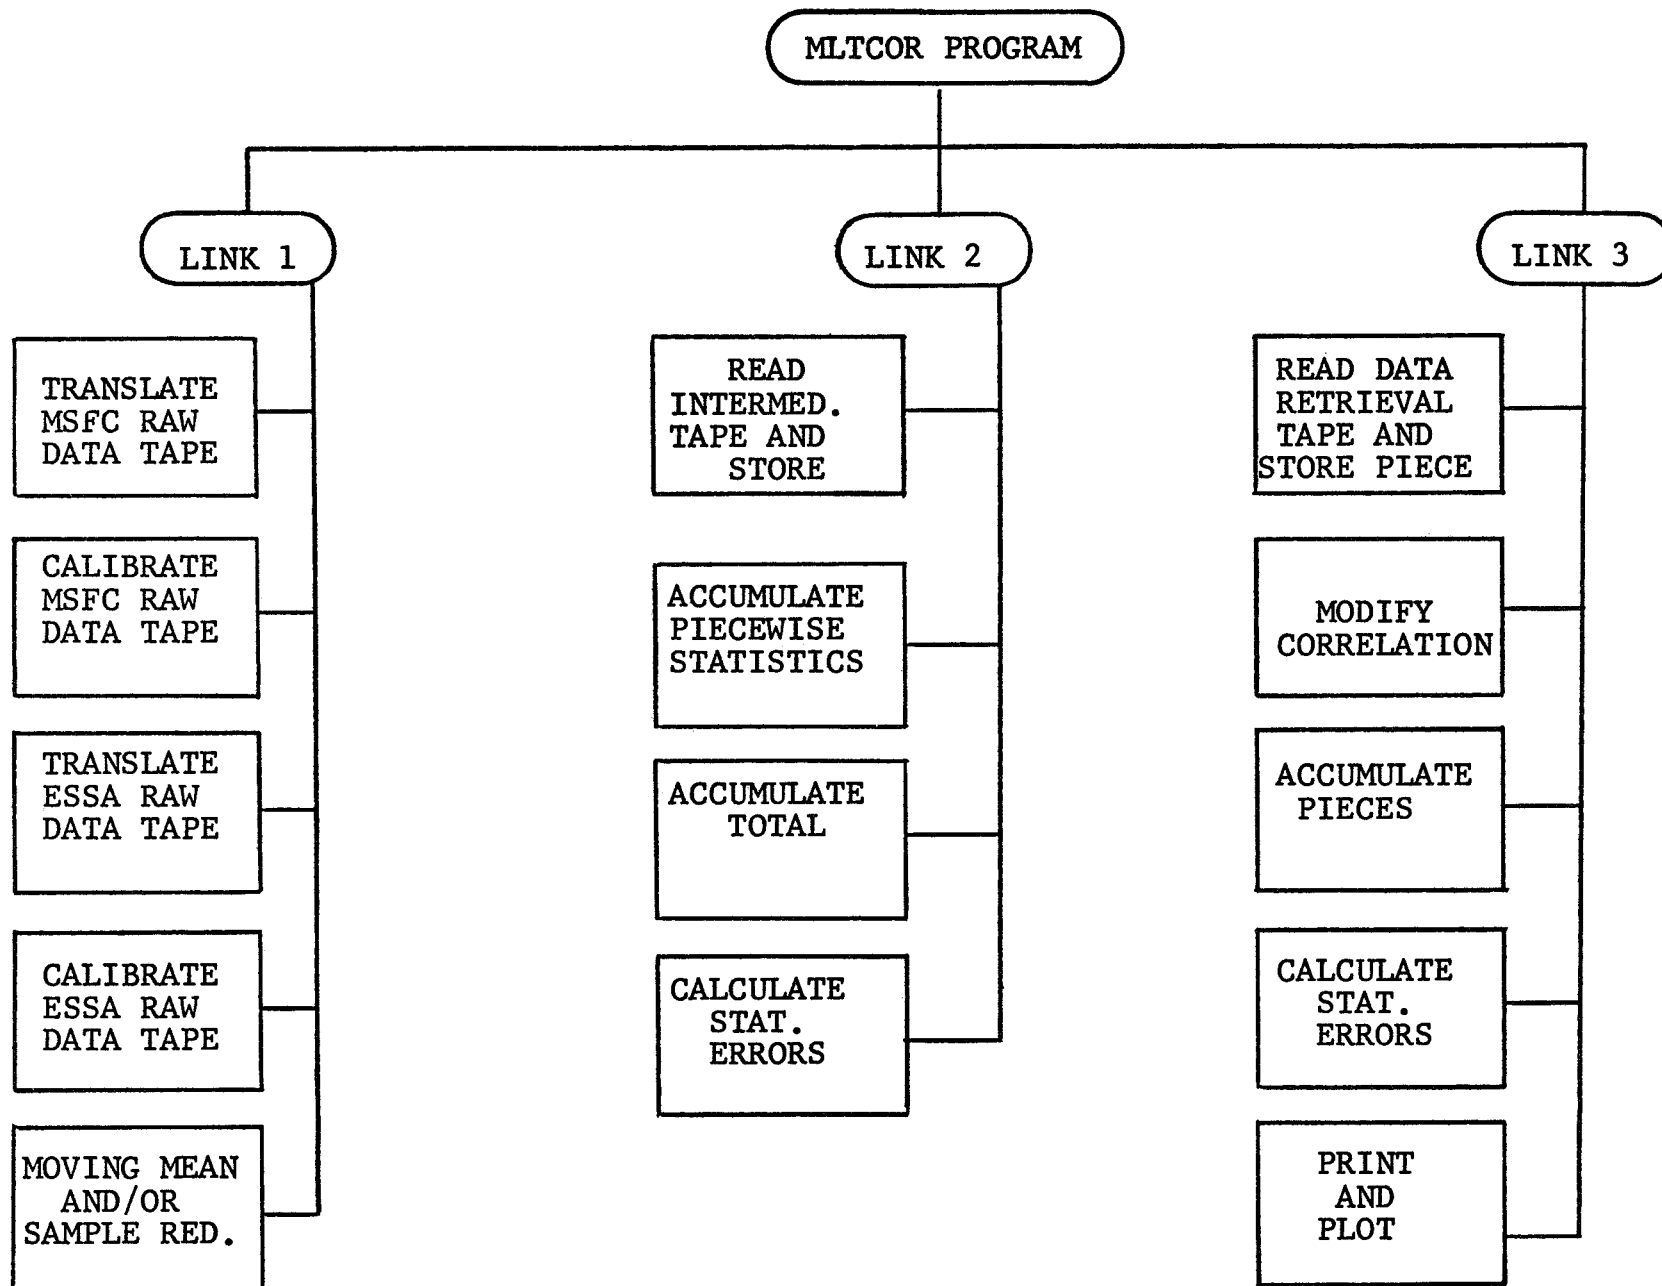 MLTCOR PROGRAM
LINK 1
TRANSLATE
MSFC RAW
DATA TAPE
CALIBRATE
MSFC RAW
DATA TAPE
TRANSLATE
ESSA RAW
DATA TAPE
CALIBRATE
ESSA RAW
DATA TAPE
MOVING MEAN
AND/OR
SAMPLE RED.
LINK 2
READ
INTERMED.
TAPE AND
STORE
ACCUMULATE
PIECEWISE
STATISTICS
ACCUMULATE
TOTAL
CALCULATE
STAT.
ERRORS
LINK 3
READ DATA
RETRIEVAL
TAPE AND
STORE PIECE
MODIFY
CORRELATION
ACCUMULATE
PIECES
CALCULATE
STAT.
ERRORS
PRINT
AND
PLOT